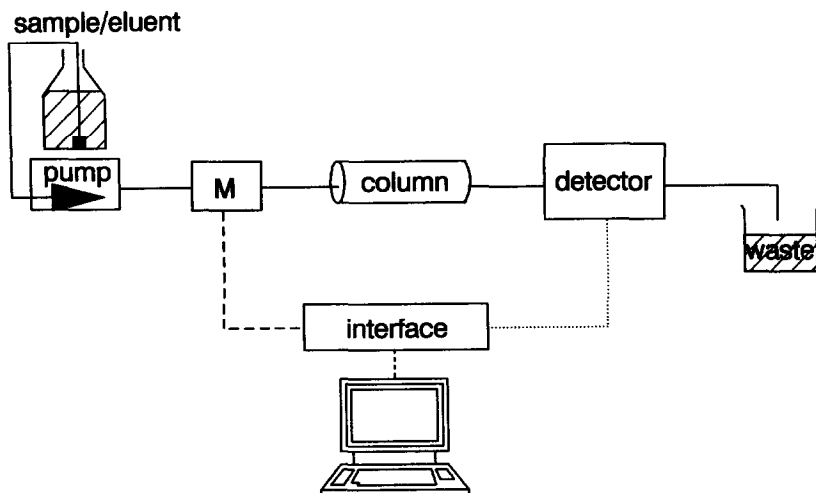 sample/eluent
pump
M
column
detector
waste
interface